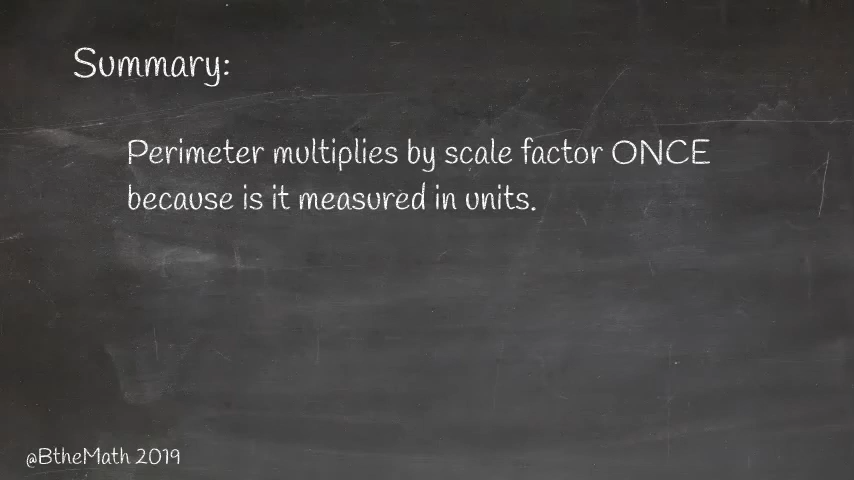 Summary:
Perimeter multiplies by scale factor ONCE
because is it measured in units.
@BtheMath 2019